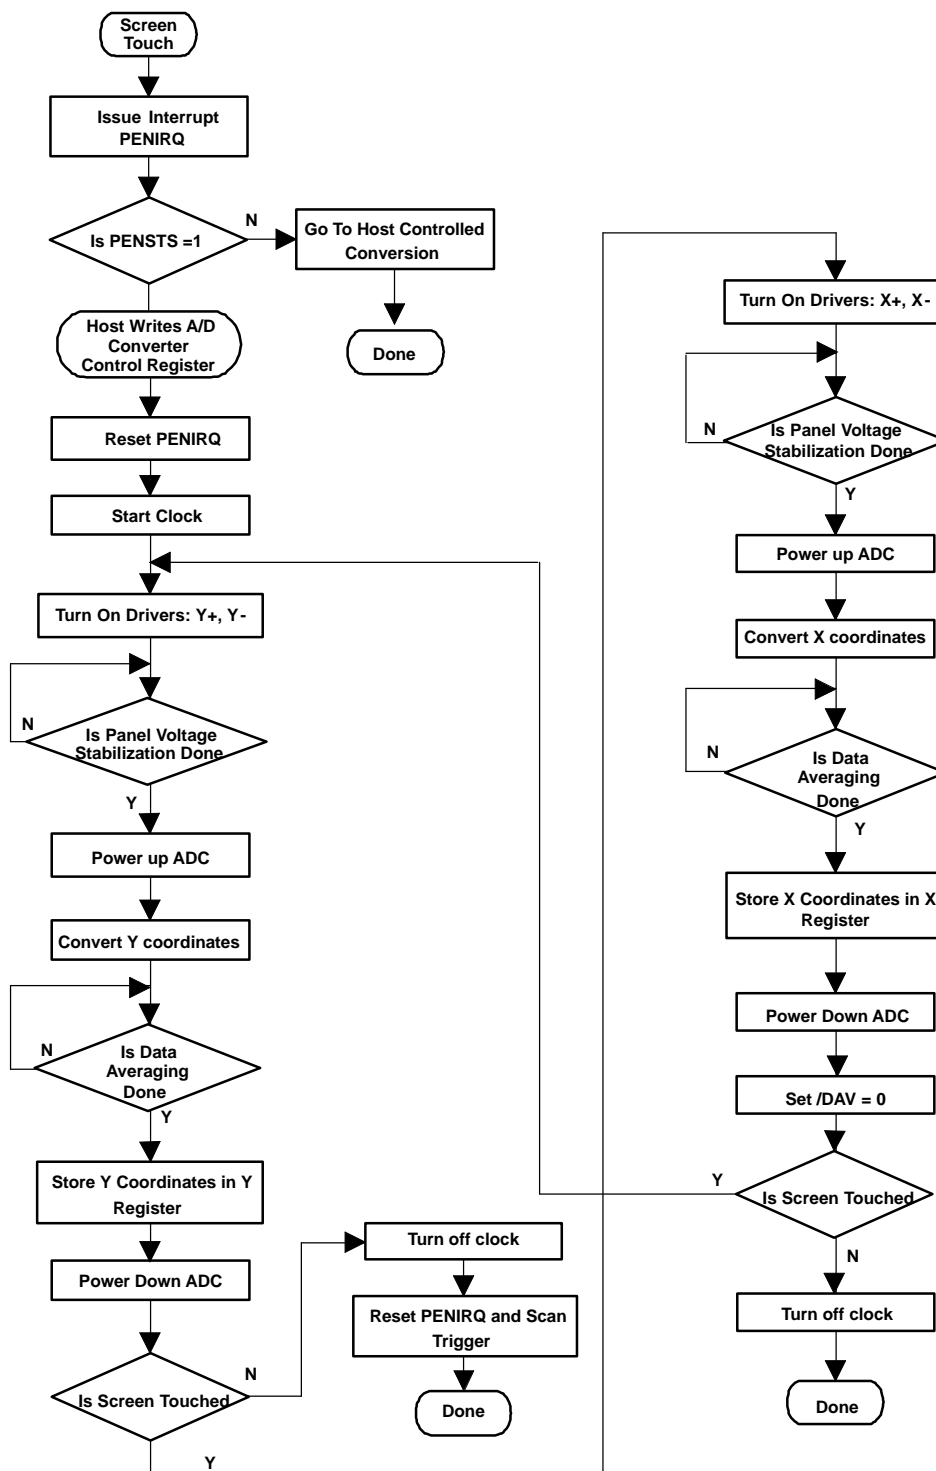 Screen
Touch
Issue Interrupt
PENIRQ
Is PENSTS =1
N
Go To Host Controlled
Conversion
Done
Host Writes A/D
Converter
Control Register
Reset PENIRQ
Start Clock
Turn On Drivers: Y+, Y-
N
Is Panel Voltage
Stabilization Done
Y
Power up ADC
Convert Y coordinates
N
Is Data
Averaging
Done
Y
Store Y Coordinates in Y
Register
Power Down ADC
Is Screen Touched
N
Y
Turn off clock
Reset PENIRQ and Scan
Trigger
Done
Turn On Drivers: X+, X-
N
Is Panel Voltage
Stabilization Done
Y
Power up ADC
Convert X coordinates
N
Is Data
Averaging
Done
Y
Store X Coordinates in X
Register
Power Down ADC
Set /DAV = 0
Y
Is Screen Touched
N
Turn off clock
Done